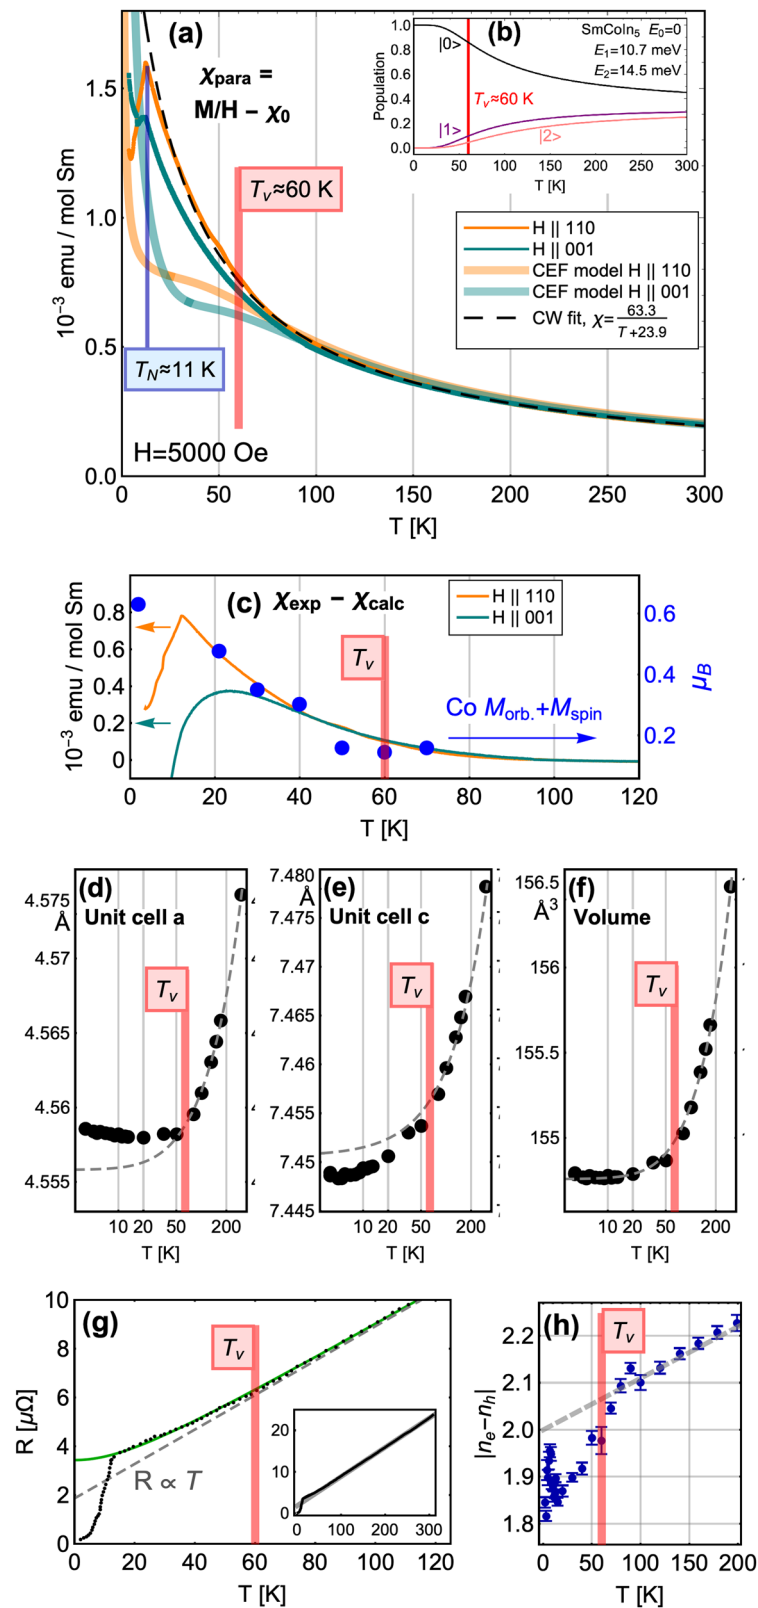 (a)
χpara =
M/H − χ0
Tv≈60 K
TN≈11 K
H=5000 Oe
10⁻³ emu / mol Sm
0.0
0.5
1.0
1.5
0 50 100 150 200 250 300
T [K]
(b)
SmCoIn5 E0=0
E1=10.7 meV
E2=14.5 meV
|0>
Tv≈60 K
|1>
|2>
Population
0.0
0.2
0.4
0.6
0.8
1.0
0 50 100 150 200 250 300
T [K]
H || 110
H || 001
CEF model H || 110
CEF model H || 001
CW fit, χ=63.3/T+23.9
(c) χexp − χcalc
H || 110
H || 001
Tv
Co Morb.+Mspin
10⁻³ emu / mol Sm
0.8
0.6
0.4
0.2
0
μB
0.6
0.4
0.2
0 20 40 60 80 100 120
T [K]
(d)
Unit cell a
Tv
Å
4.575
4.57
4.565
4.56
4.555
10 20 50 200
T [K]
(e)
Unit cell c
Tv
Å
7.480
7.475
7.47
7.465
7.46
7.455
7.45
7.445
10 20 50 200
T [K]
(f)
Volume
Tv
156.5
Å³
156
155.5
155
10 20 50 200
T [K]
(g)
Tv
R ∝ T
R [μΩ]
10
8
6
4
2
0
0 20 40 60 80 100 120
T [K]
20
10
0
0 100 200 300
(h)
Tv
|ne−nh|
2.2
2.1
2.0
1.9
1.8
0 50 100 150 200
T [K]